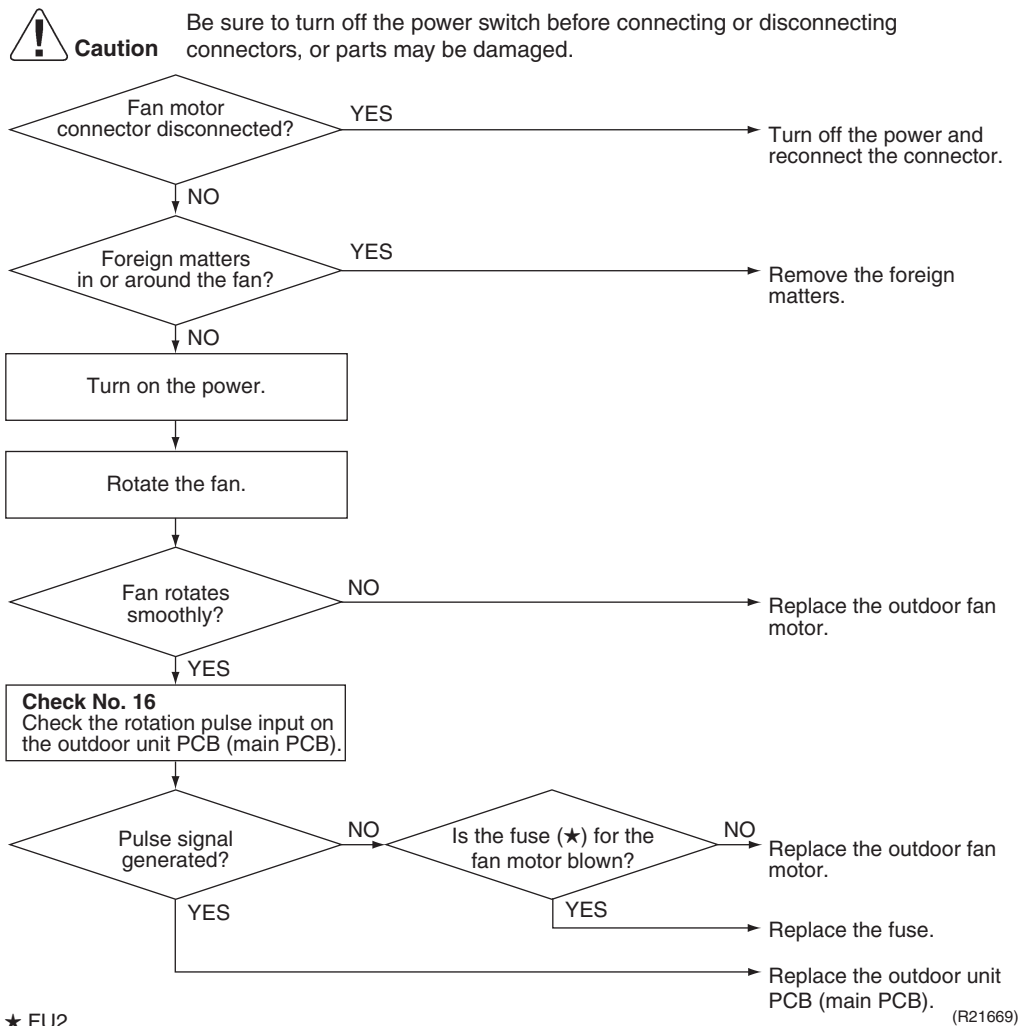 Be sure to turn off the power switch before connecting or disconnecting
Caution connectors, or parts may be damaged.
Fan motor
connector disconnected?
YES
Turn off the power and
reconnect the connector.
NO
Foreign matters
in or around the fan?
YES
Remove the foreign
matters.
NO
Turn on the power.
Rotate the fan.
Fan rotates
smoothly?
NO
Replace the outdoor fan
motor.
YES
Check No. 16
Check the rotation pulse input on
the outdoor unit PCB (main PCB).
Pulse signal
generated?
NO
Is the fuse (★) for the
fan motor blown?
NO
Replace the outdoor fan
motor.
YES
YES
Replace the fuse.
Replace the outdoor unit
PCB (main PCB).
(R21669)
★ FU2